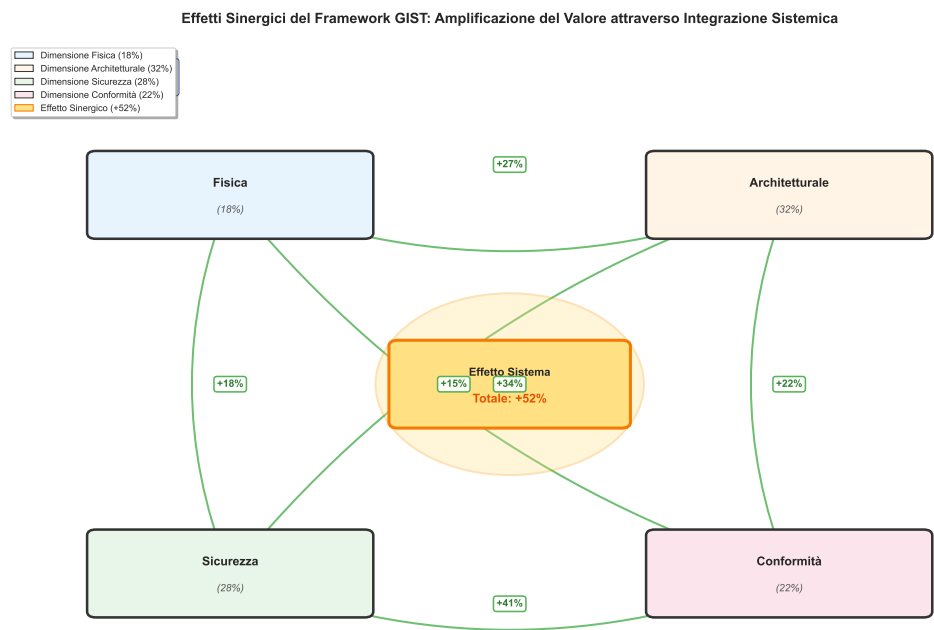 Effetti Sinergici del Framework GIST: Amplificazione del Valore attraverso Integrazione Sistemica
Dimensione Fisica (18%)
Dimensione Architetturale (32%)
Dimensione Sicurezza (28%)
Dimensione Conformità (22%)
Effetto Sinergico (+52%)
+27%
Fisica
(18%)
Architetturale
(32%)
Effetto Sistema
+18%
+15%
+34%
+22%
Totale: +52%
Sicurezza
(28%)
Conformità
(22%)
+41%